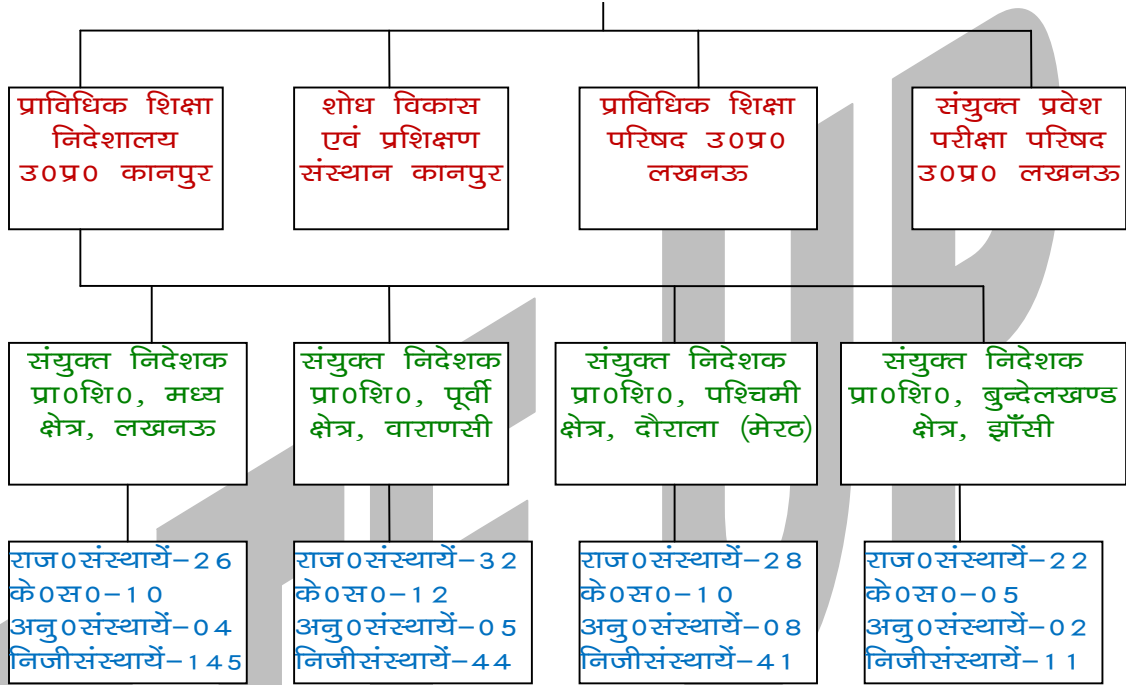 प्राविधिक शिक्षा
निदेशालय
उ0प्र0 कानपुर
शोध विकास
एवं प्रशिक्षण
संस्थान कानपुर
प्राविधिक शिक्षा
परिषद उ0प्र0
लखनऊ
संयुक्त प्रवेश
परीक्षा परिषद
उ0प्र0 लखनऊ
संयुक्त निदेशक
प्रा0शि0, मध्य
क्षेत्र, लखनऊ
संयुक्त निदेशक
प्रा0शि0, पूर्वी
क्षेत्र, वाराणसी
संयुक्त निदेशक
प्रा0शि0, पश्चिमी
क्षेत्र, दौराला (मेरठ)
संयुक्त निदेशक
प्रा0शि0, बुन्देलखण्ड
क्षेत्र, झाँसी
राज0संस्थायें-26
के0स0-10
अनु0संस्थायें-04
निजीसंस्थायें-145
राज0संस्थायें-32
के0स0-12
अनु0संस्थायें-05
निजीसंस्थायें-44
राज0संस्थायें-28
के0स0-10
अनु0संस्थायें-08
निजीसंस्थायें-41
राज0संस्थायें-22
के0स0-05
अनु0संस्थायें-02
निजीसंस्थायें-11